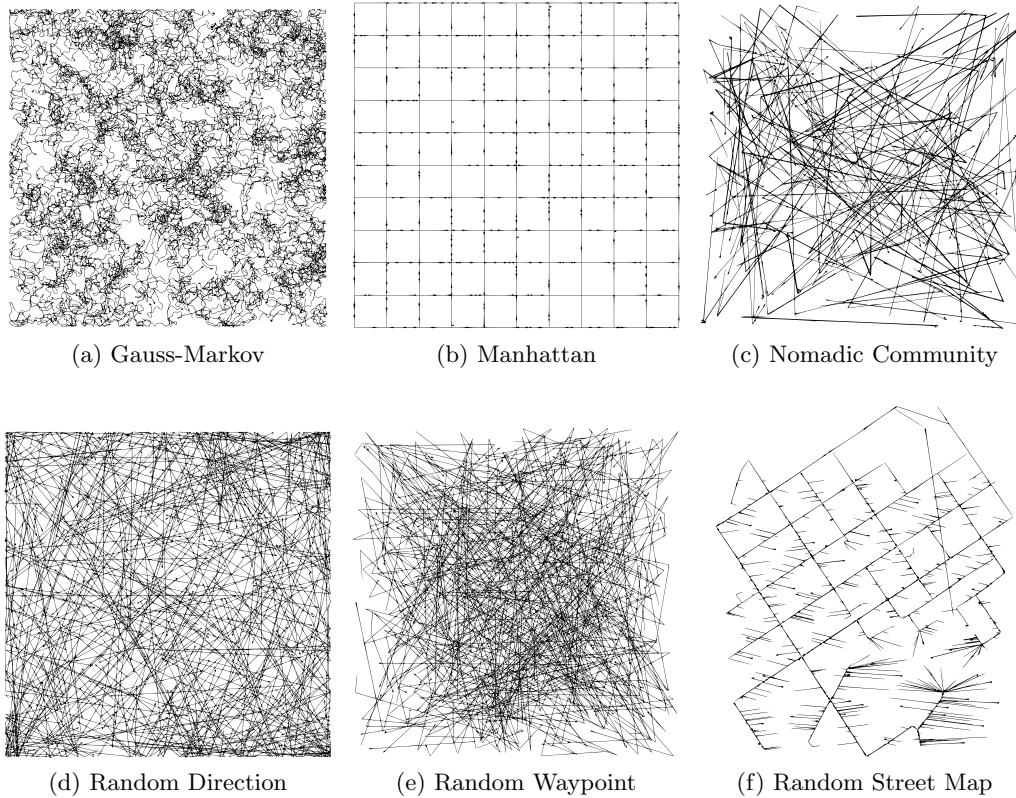 (a) Gauss-Markov
(b) Manhattan
(c) Nomadic Community
(d) Random Direction
(e) Random Waypoint
(f) Random Street Map